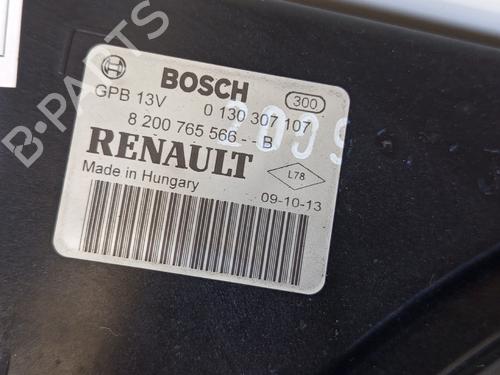 BOSCH
GPB 13V
0 130 307 107
300
8 200 765 566 - - B
RENAULT
L78
Made in Hungary
09-10-13
2009
B-PARTS